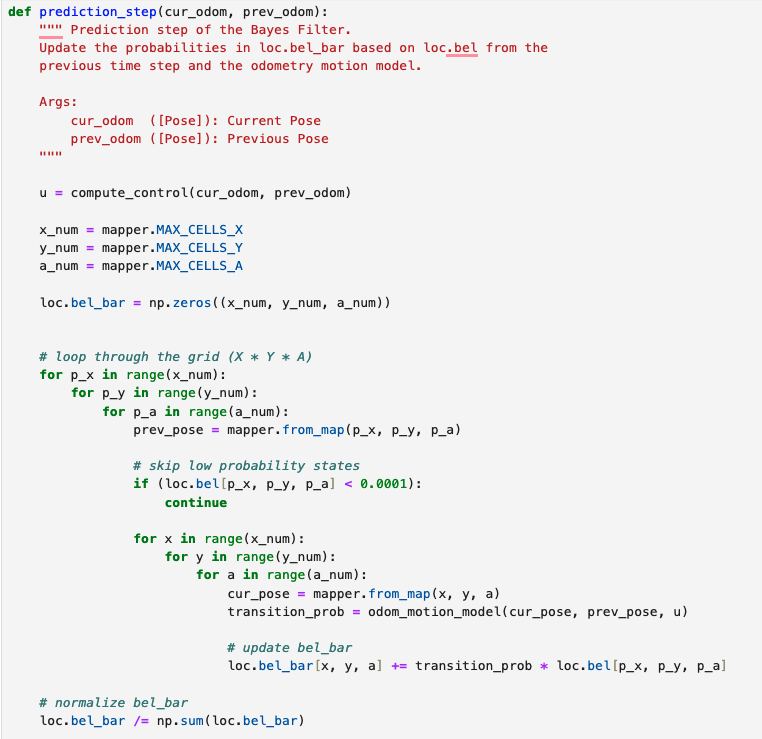 def prediction_step(cur_odom, prev_odom):
    """ Prediction step of the Bayes Filter.
    Update the probabilities in loc.bel_bar based on loc.bel from the
    previous time step and the odometry motion model.

    Args:
        cur_odom  ([Pose]): Current Pose
        prev_odom ([Pose]): Previous Pose
    """

    u = compute_control(cur_odom, prev_odom)

    x_num = mapper.MAX_CELLS_X
    y_num = mapper.MAX_CELLS_Y
    a_num = mapper.MAX_CELLS_A

    loc.bel_bar = np.zeros((x_num, y_num, a_num))


    # loop through the grid (X * Y * A)
    for p_x in range(x_num):
        for p_y in range(y_num):
            for p_a in range(a_num):
                prev_pose = mapper.from_map(p_x, p_y, p_a)

                # skip low probability states
                if (loc.bel[p_x, p_y, p_a] < 0.0001):
                    continue

                for x in range(x_num):
                    for y in range(y_num):
                        for a in range(a_num):
                            cur_pose = mapper.from_map(x, y, a)
                            transition_prob = odom_motion_model(cur_pose, prev_pose, u)

                            # update bel_bar
                            loc.bel_bar[x, y, a] += transition_prob * loc.bel[p_x, p_y, p_a]

    # normalize bel_bar
    loc.bel_bar /= np.sum(loc.bel_bar)